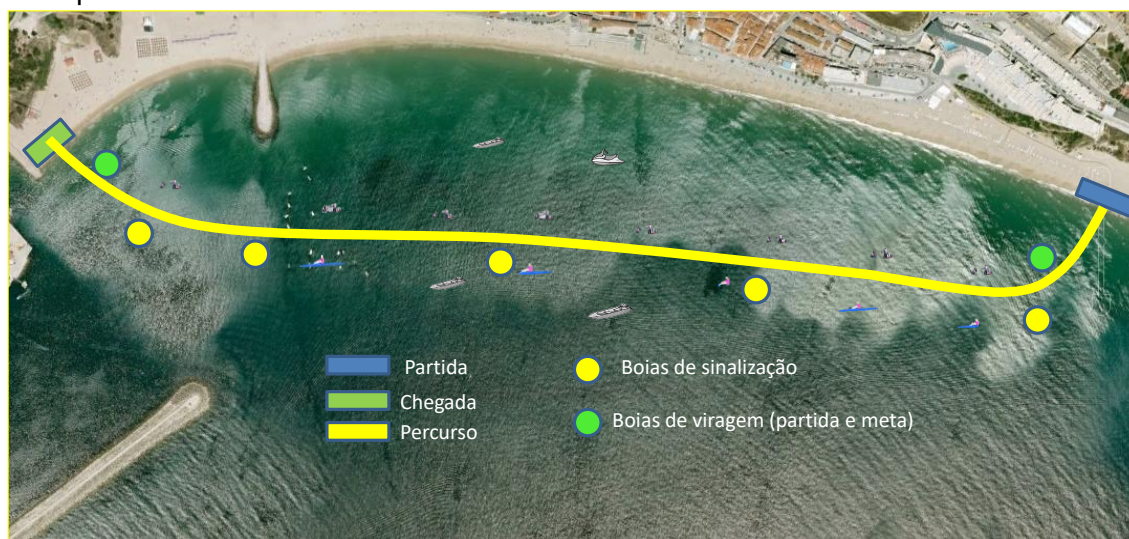 Partida
Chegada
Percurso
Boias de sinalização
Boias de viragem (partida e meta)